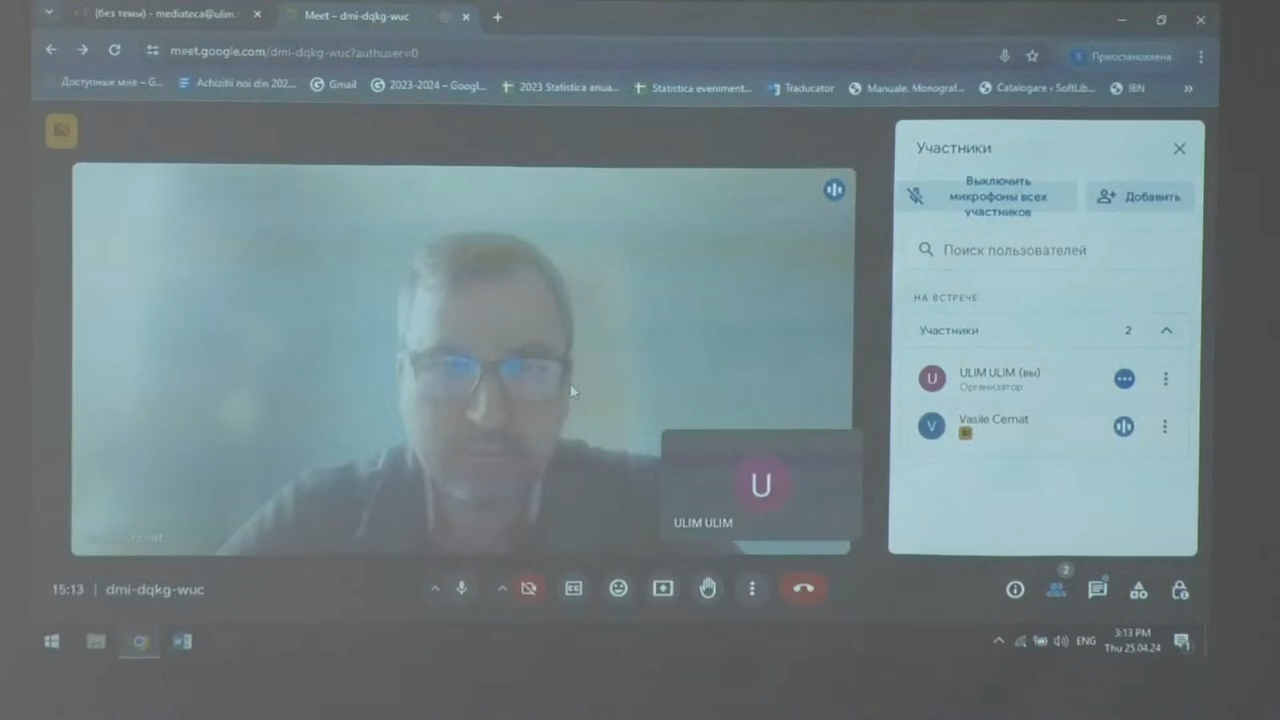 (без темы) - mediateca@ulim.
Meet – dmi-dqkg-wuc
meet.google.com/dmi-dqkg-wuc?authuser=0
Приостановлена
Доступные мне – G...
Achizitii noi din 202...
Gmail
2023-2024 – Googl...
2023 Statistica anua...
Statistica eveniment...
Traducator
Manuale. Monograf...
Catalogare ‹ SoftLib...
IBN
»
Участники
Выключить
микрофоны всех
участников
Добавить
Поиск пользователей
НА ВСТРЕЧЕ
Участники 2
U
ULIM ULIM (вы)
Организатор
V
Vasile Cernat
U
ULIM ULIM
15:13 | dmi-dqkg-wuc
2
ENG
3:13 PM
Thu 25.04.24
1